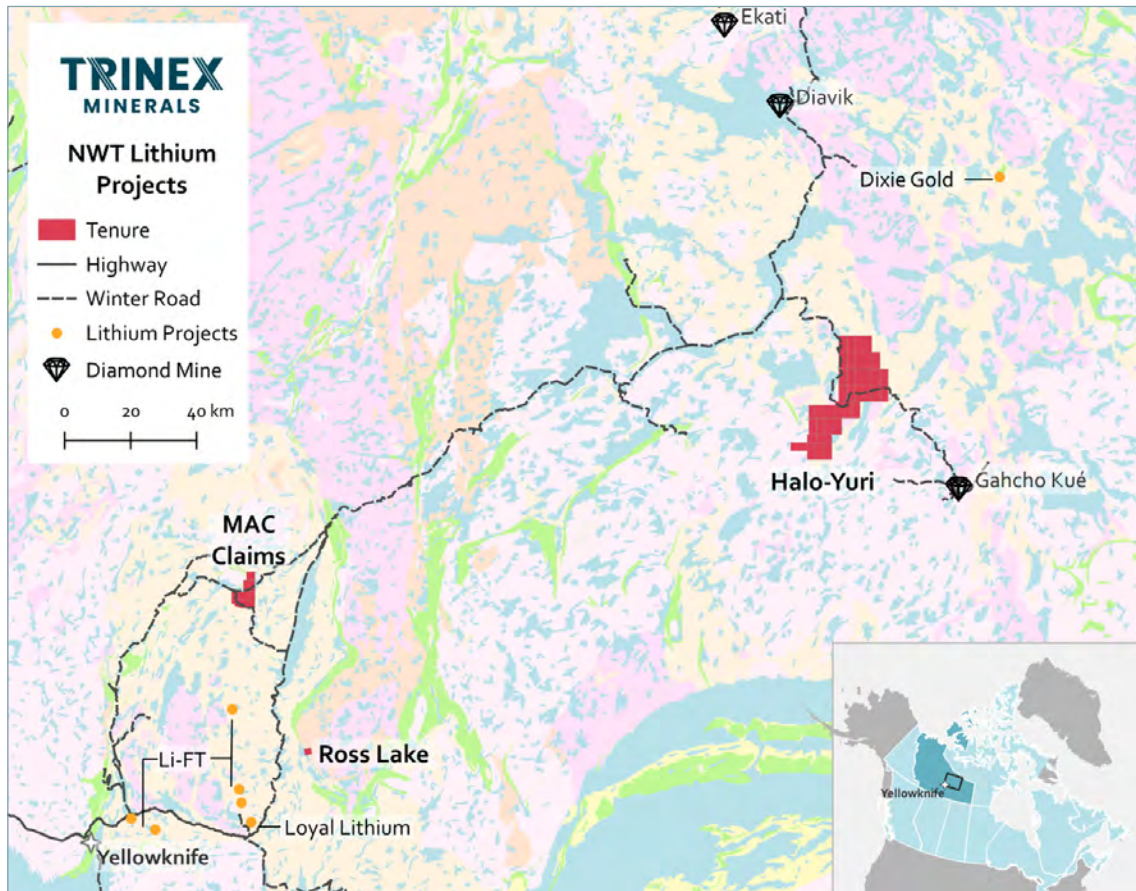 TRINEX
MINERALS
NWT Lithium
Projects
Tenure
Highway
Winter Road
Lithium Projects
Diamond Mine
0 20 40 km
Ekati
Diavik
Dixie Gold
Halo-Yuri
Gahcho Kué
MAC
Claims
Li-FT
Ross Lake
Loyal Lithium
Yellowknife
Yellowknife